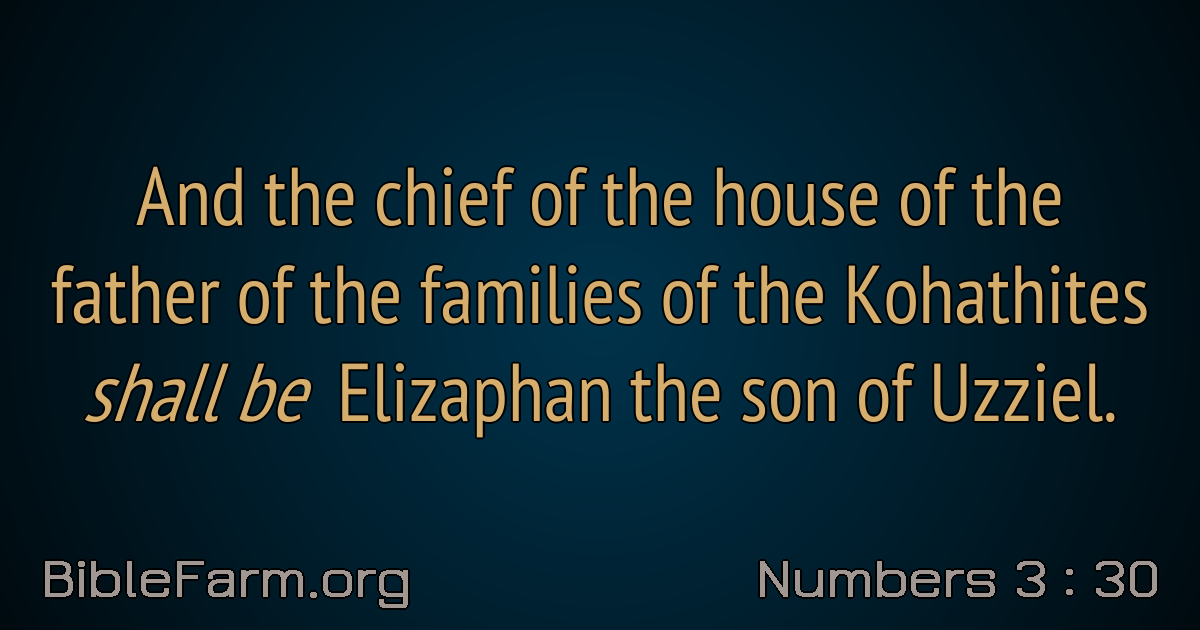 And the chief of the house of the
father of the families of the Kohathites
shall be Elizaphan the son of Uzziel.
BibleFarm.org
Numbers 3 : 30